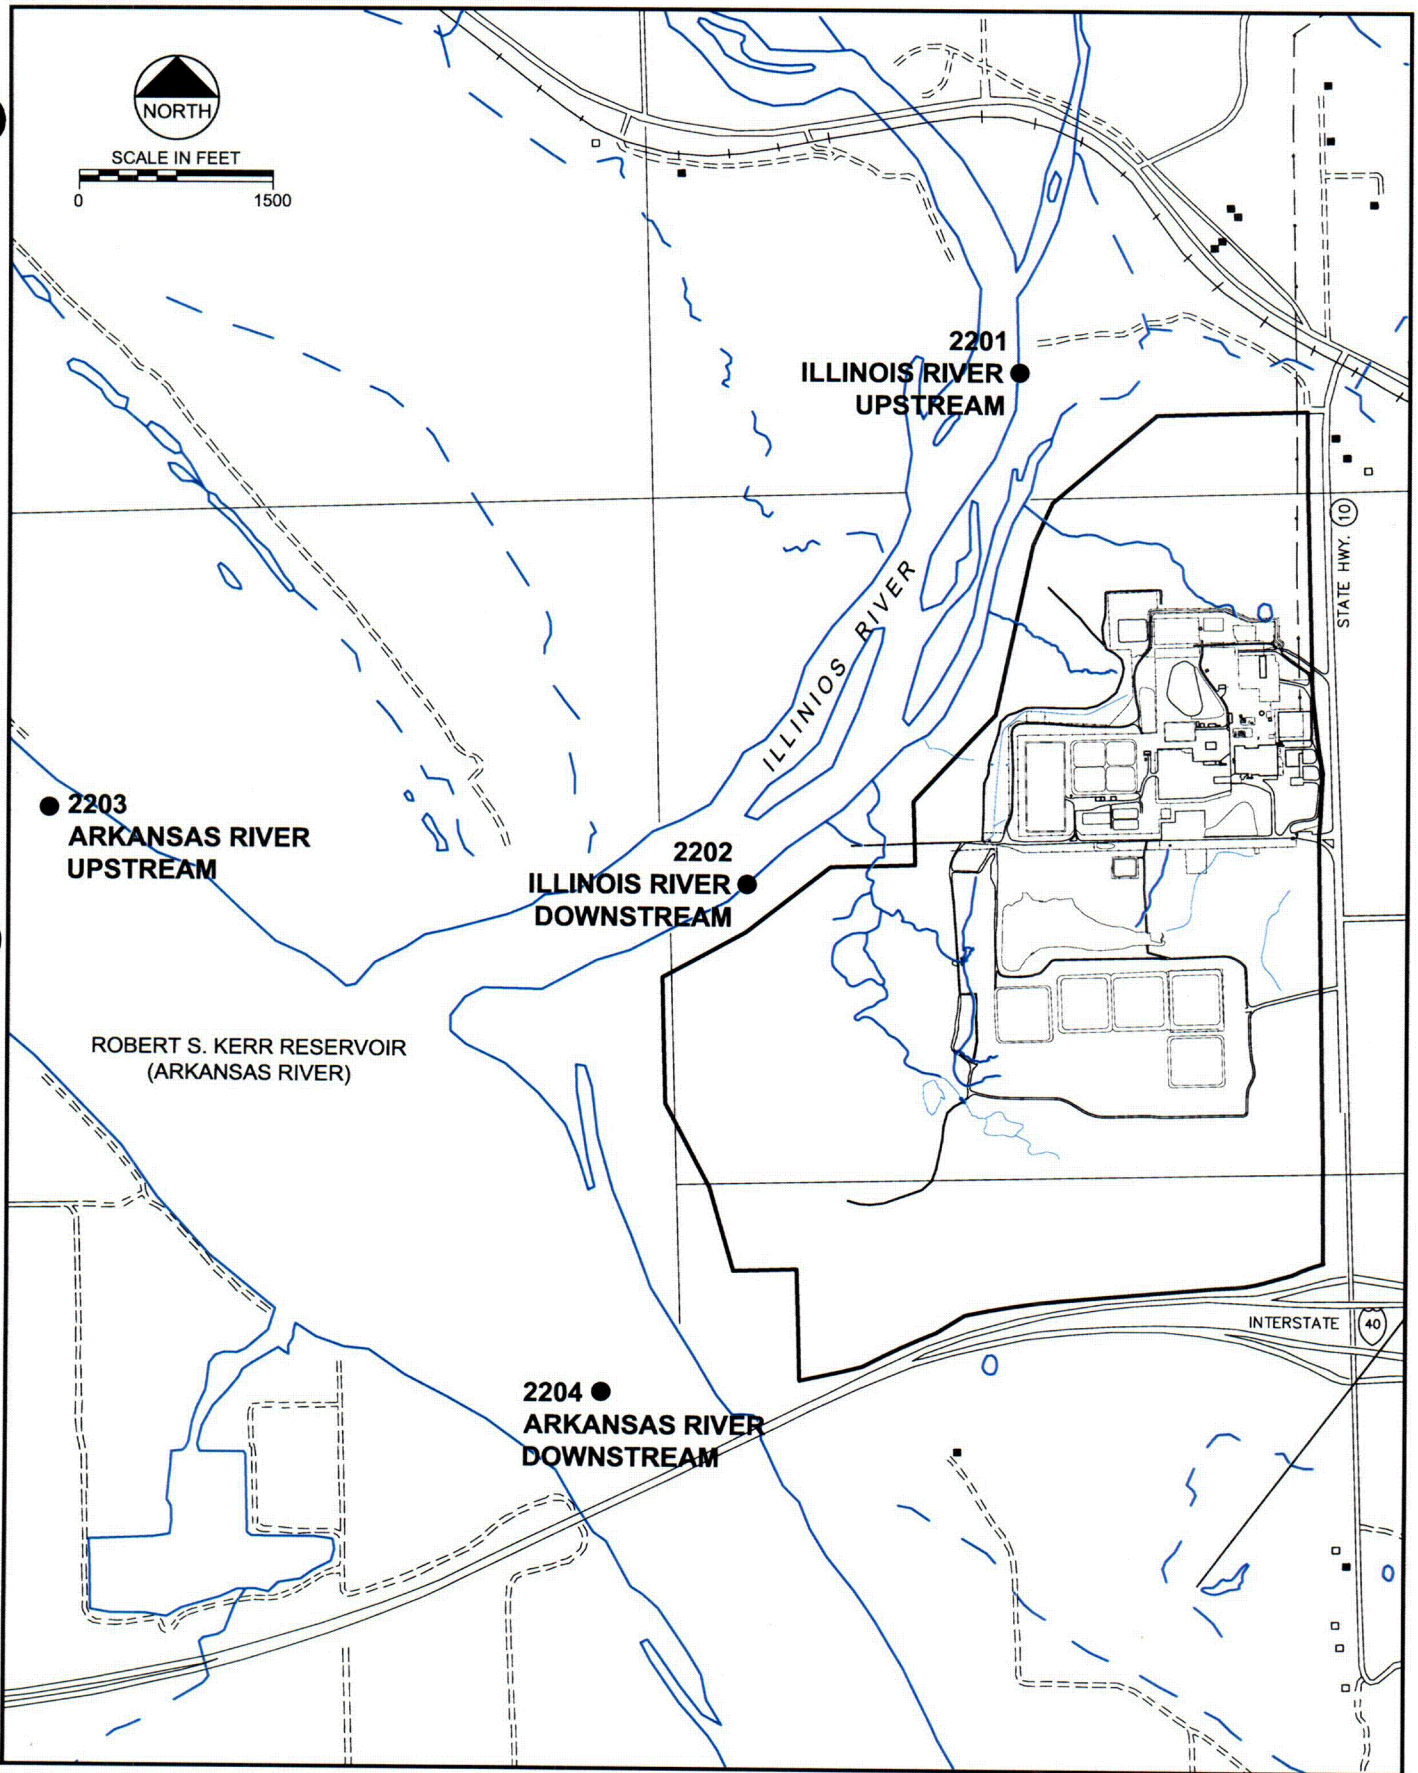 NORTH
SCALE IN FEET
0 1500
2201
ILLINOIS RIVER
UPSTREAM
STATE HWY. 10
ILLINIOS RIVER
2203
ARKANSAS RIVER
UPSTREAM
2202
ILLINOIS RIVER
DOWNSTREAM
ROBERT S. KERR RESERVOIR
(ARKANSAS RIVER)
INTERSTATE 40
2204
ARKANSAS RIVER
DOWNSTREAM